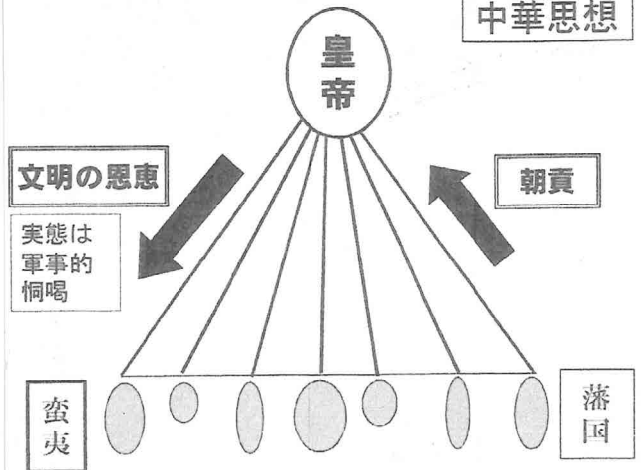 中華思想
皇帝
文明の恩恵
朝貢
実態は
軍事的
恫喝
蛮夷
藩国